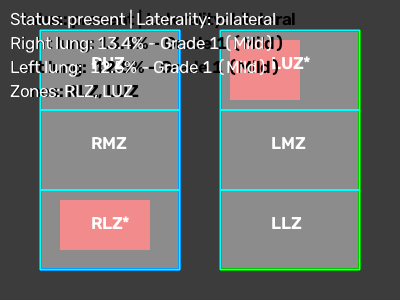 Status: present | Laterality: bilateral
Right lung: 13.4% -- Grade 1 (Mild)
Left lung: 12.5% -- Grade 1 (Mild)
Zones: RLZ, LUZ
RUZ
LUZ*
RMZ
LMZ
RLZ*
LLZ